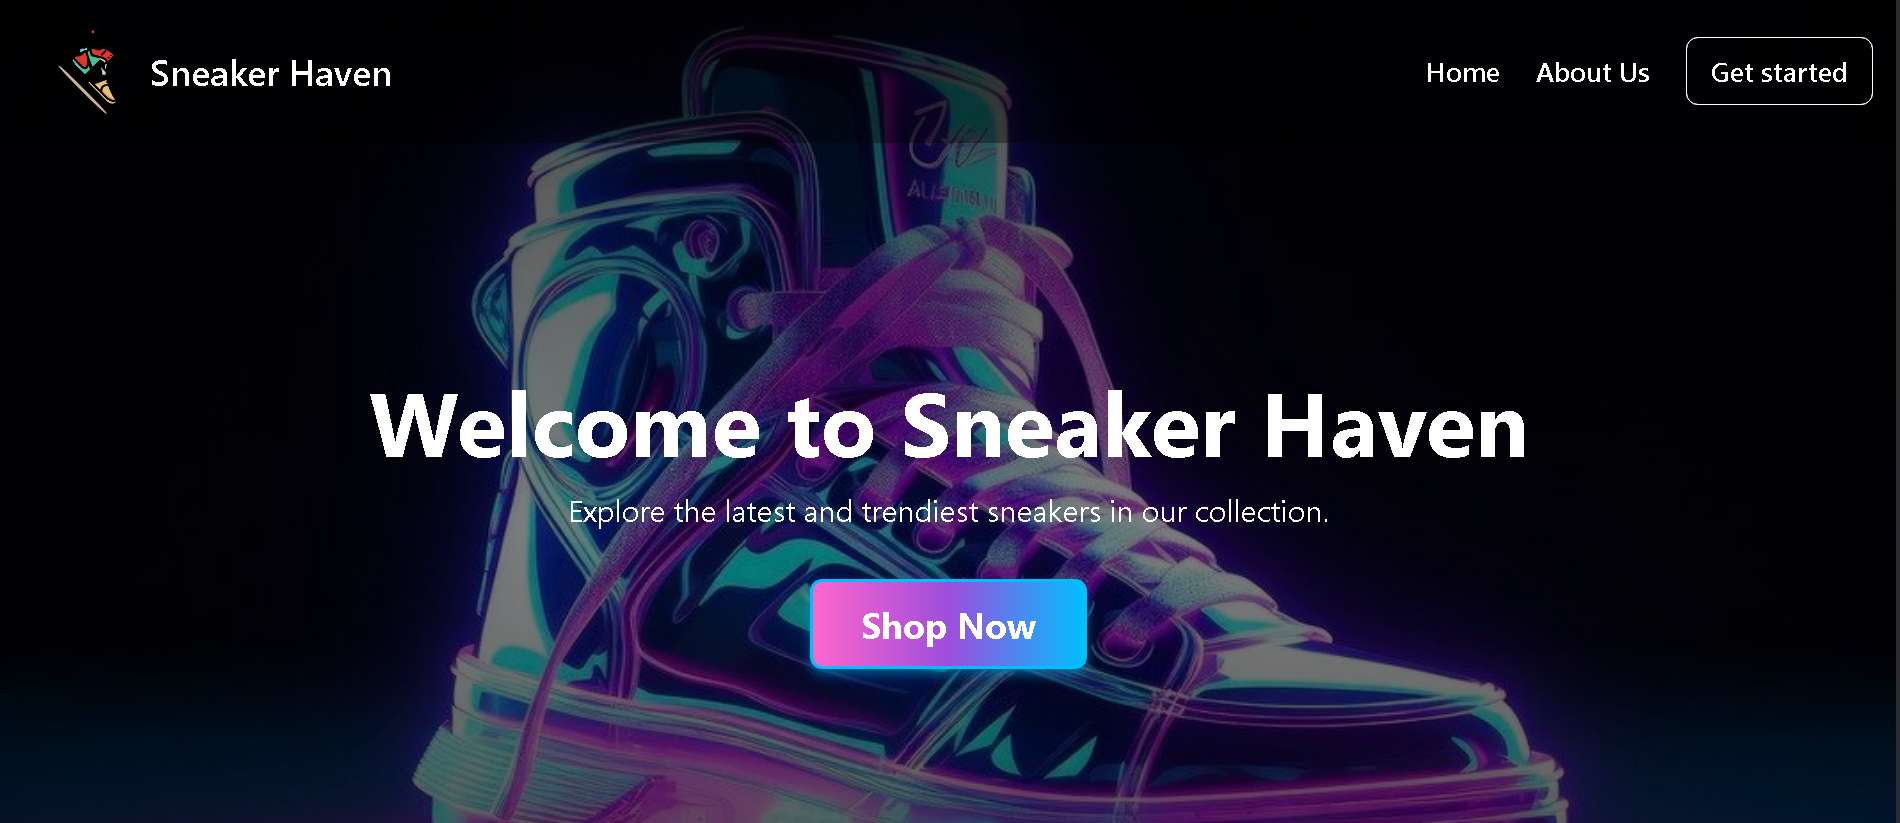 Sneaker Haven
Home
About Us
Get started
Welcome to Sneaker Haven
Explore the latest and trendiest sneakers in our collection.
Shop Now